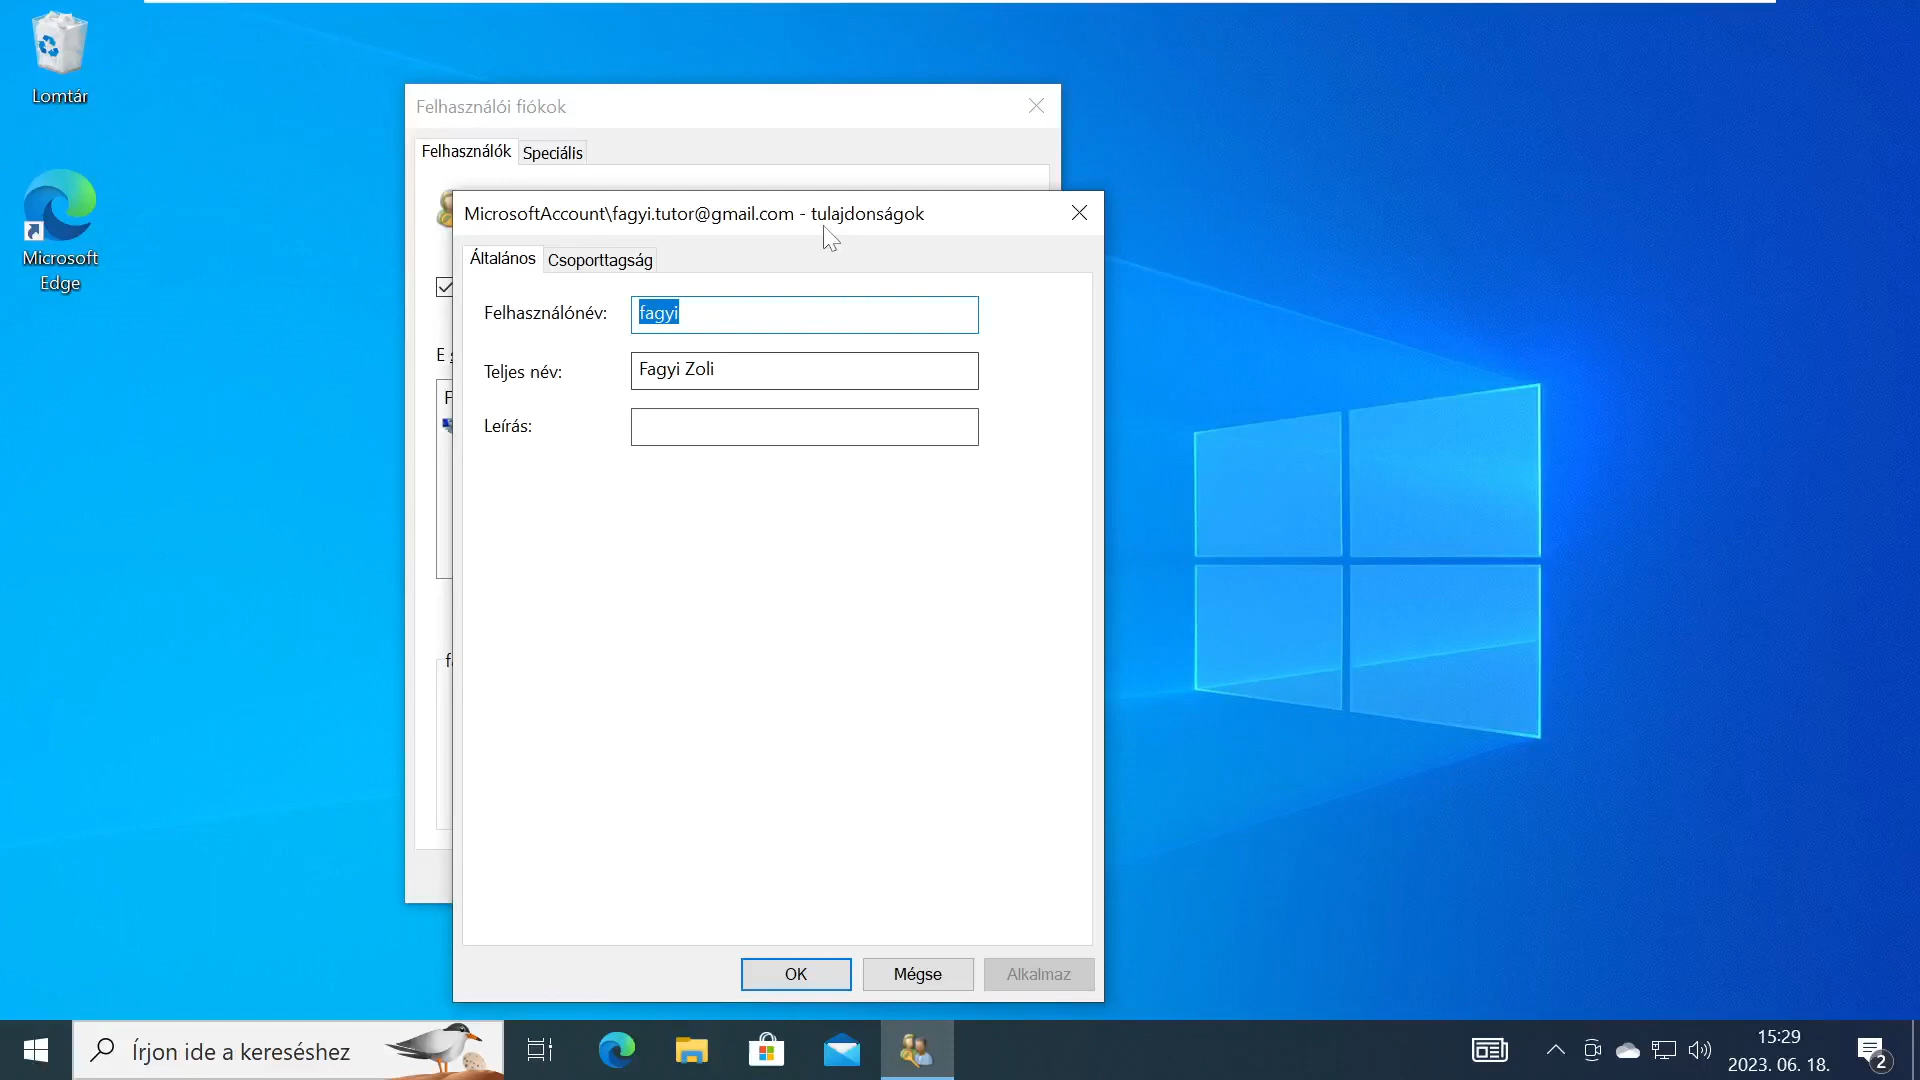 Lomtár
Microsoft
Edge
Felhasználói fiókok
Felhasználók
Speciális
MicrosoftAccount\fagyi.tutor@gmail.com - tulajdonságok
Általános
Csoporttagság
Felhasználónév:
fagyi
Teljes név:
Fagyi Zoli
Leírás:
E
OK
Mégse
Alkalmaz
Írjon ide a kereséshez
15:29
2023. 06. 18.
2